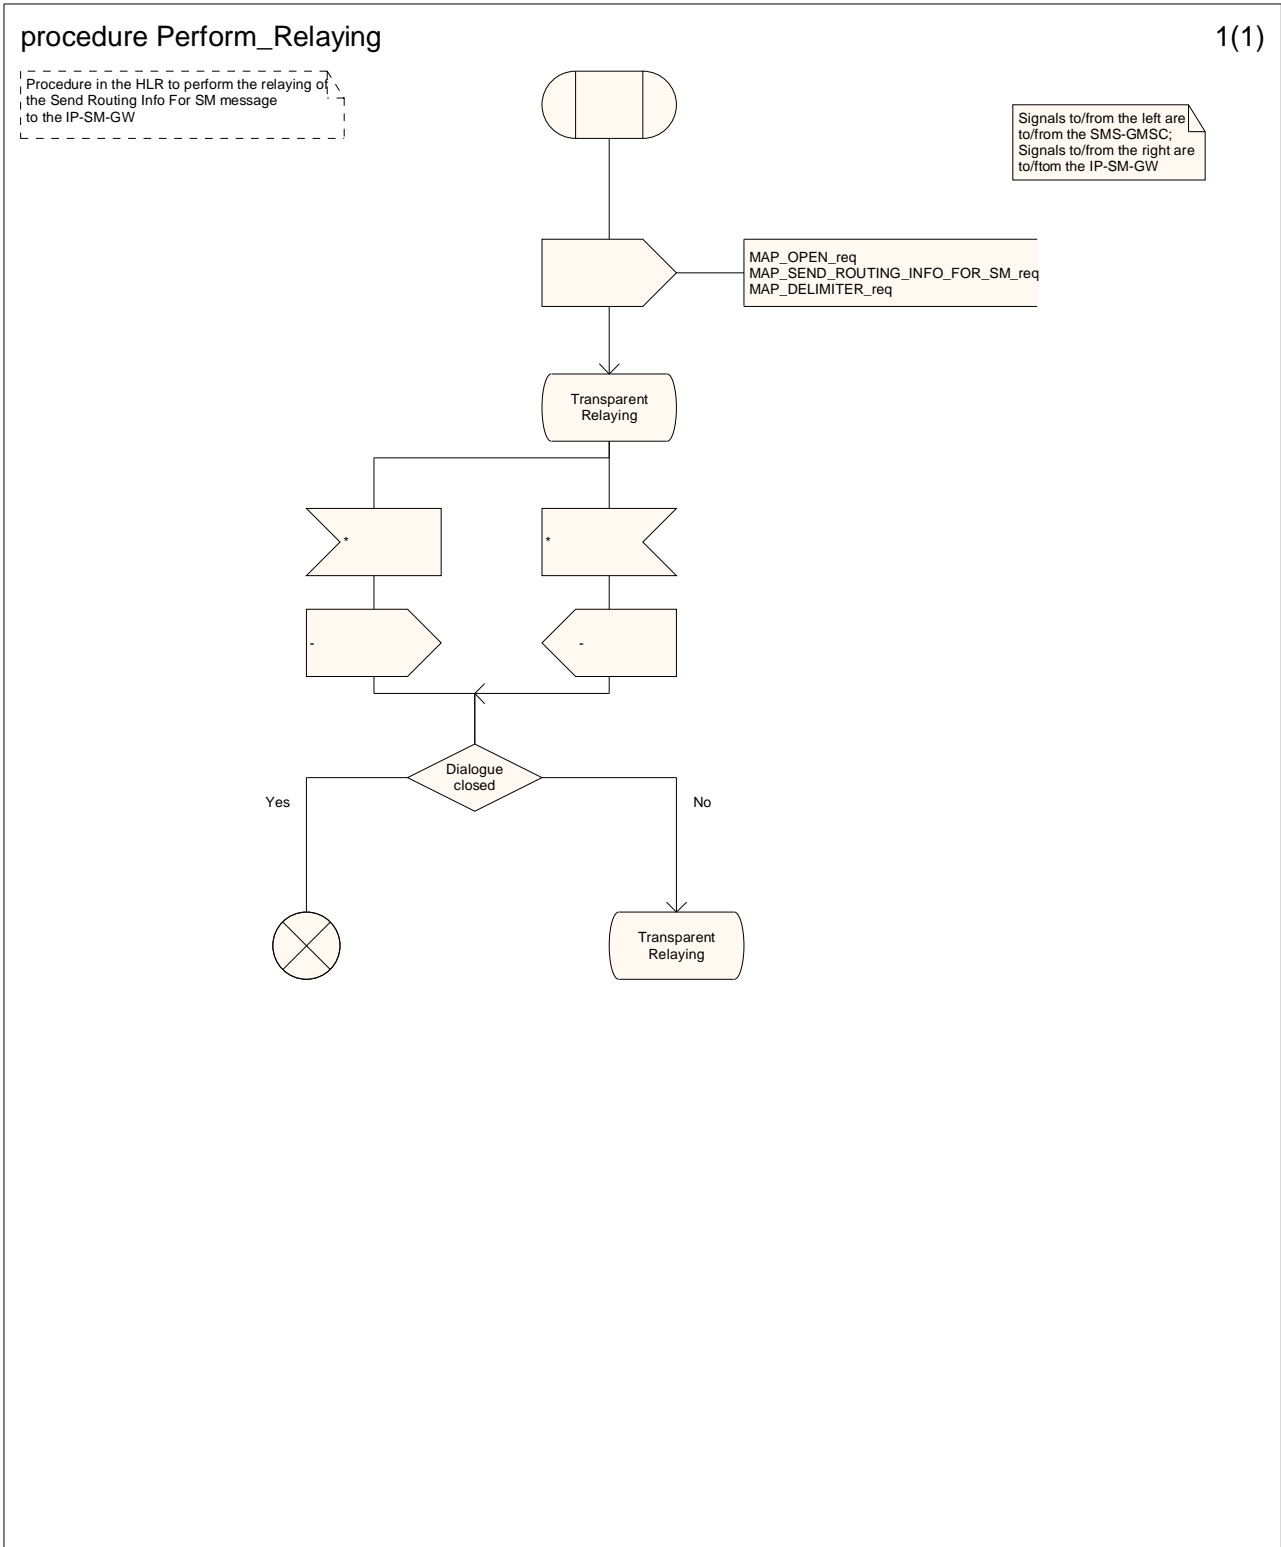 procedure Perform_Relaying
1(1)
Procedure in the HLR to perform the relaying of
the Send Routing Info For SM message
to the IP-SM-GW
Signals to/from the left are
to/from the SMS-GMSC;
Signals to/from the right are
to/ftom the IP-SM-GW
MAP_OPEN_req
MAP_SEND_ROUTING_INFO_FOR_SM_req
MAP_DELIMITER_req
Transparent
Relaying
*
*
-
-
Dialogue
closed
Yes
No
Transparent
Relaying